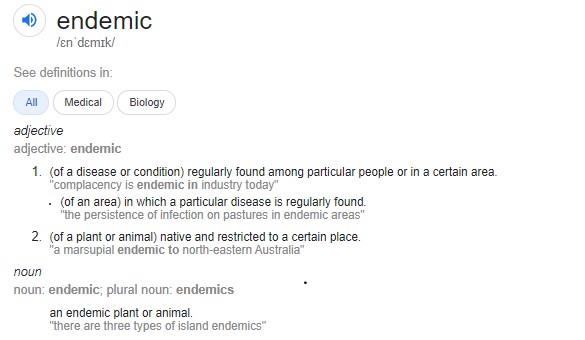 endemic
/ɛnˈdɛmɪk/
See definitions in:
All Medical Biology
adjective
adjective: endemic
1. (of a disease or condition) regularly found among particular people or in a certain area.
"complacency is endemic in industry today"
• (of an area) in which a particular disease is regularly found.
"the persistence of infection on pastures in endemic areas"
2. (of a plant or animal) native and restricted to a certain place.
"a marsupial endemic to north-eastern Australia"
noun
noun: endemic; plural noun: endemics
an endemic plant or animal.
"there are three types of island endemics"